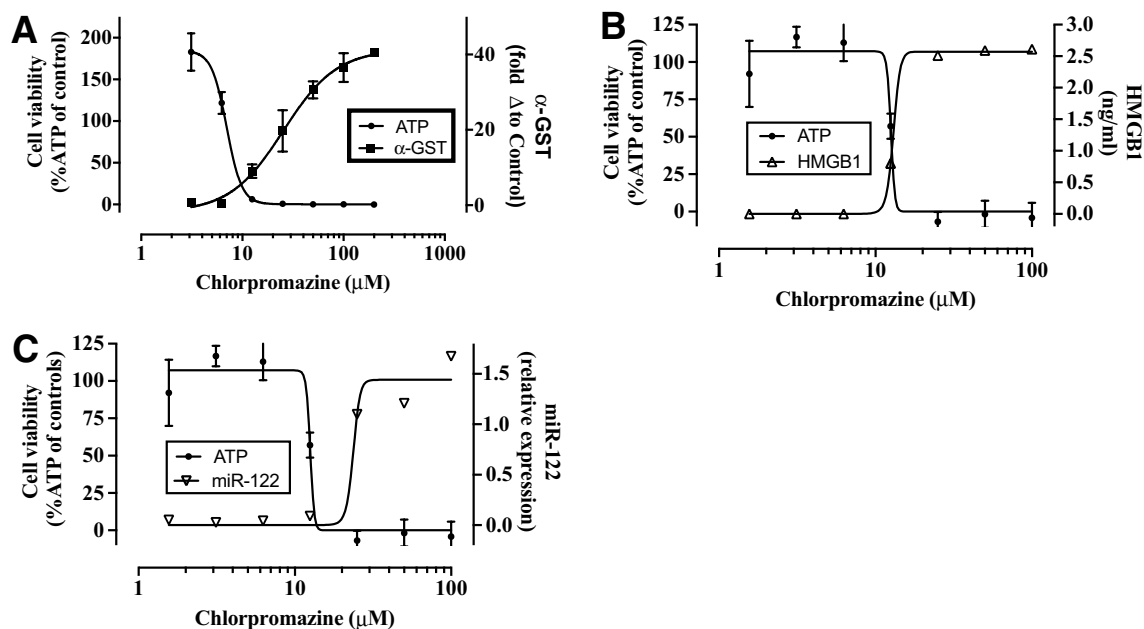 A
Cell viability
(%ATP of control)
200
150
100
50
0
ATP
α-GST
40
20
0
α-GST
(fold Δ to Control)
1
10
100
1000
Chlorpromazine (μM)
B
Cell viability
(%ATP of control)
125
100
75
50
25
0
ATP
HMGB1
3.0
2.5
2.0
1.5
1.0
0.5
0.0
HMGB1
(ng/ml)
1
10
100
Chlorpromazine (μM)
C
Cell viability
(%ATP of controls)
125
100
75
50
25
0
ATP
miR-122
1.5
1.0
0.5
0.0
miR-122
(relative expression)
1
10
100
Chlorpromazine (μM)